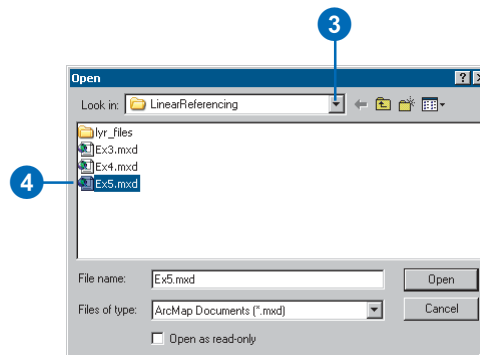 3
Open
Look in: LinearReferencing
lyr_files
Ex3.mxd
Ex4.mxd
4
Ex5.mxd
File name: Ex5.mxd Open
Files of type: ArcMap Documents (*.mxd) Cancel
Open as read-only